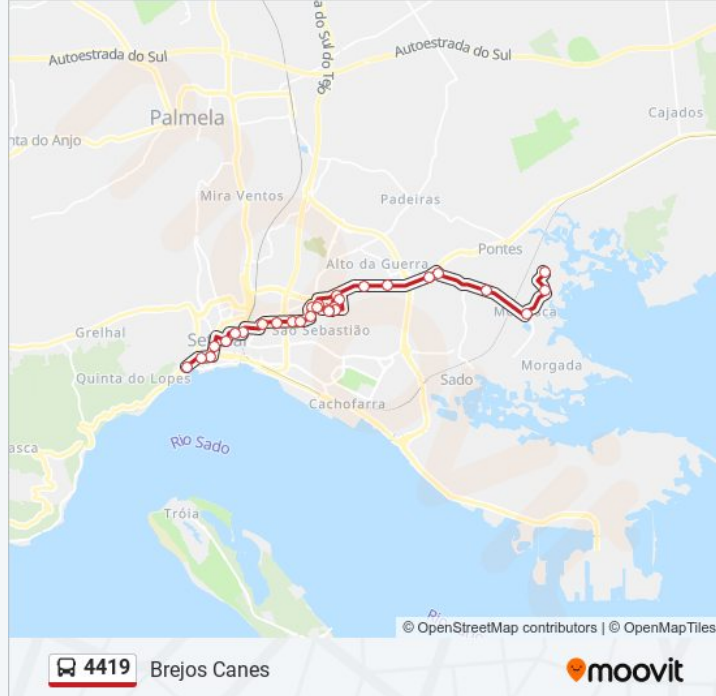 Autoestrada do Sul
Autoestrada do Sul
a do Sul do Tejo
Palmela
Cajados
nta do Anjo
Mira Ventos
Padeiras
Pontes
Alto da Guerra
Grelhal
São Sebastião
Morgada
Quinta do Lopes
Sado
Cachofarra
asca
Rio Sado
Tróia
© OpenStreetMap contributors | © OpenMapTiles
4419 Brejos Canes
moovit